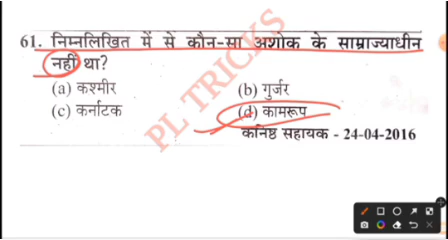 61. निम्नलिखित में से कौन-सा अशोक के साम्राज्याधीन
नहीं था?
(a) कश्मीर (b) गुर्जर
(c) कर्नाटक (d) कामरूप
कनिष्ठ सहायक - 24-04-2016
PL TRICKS